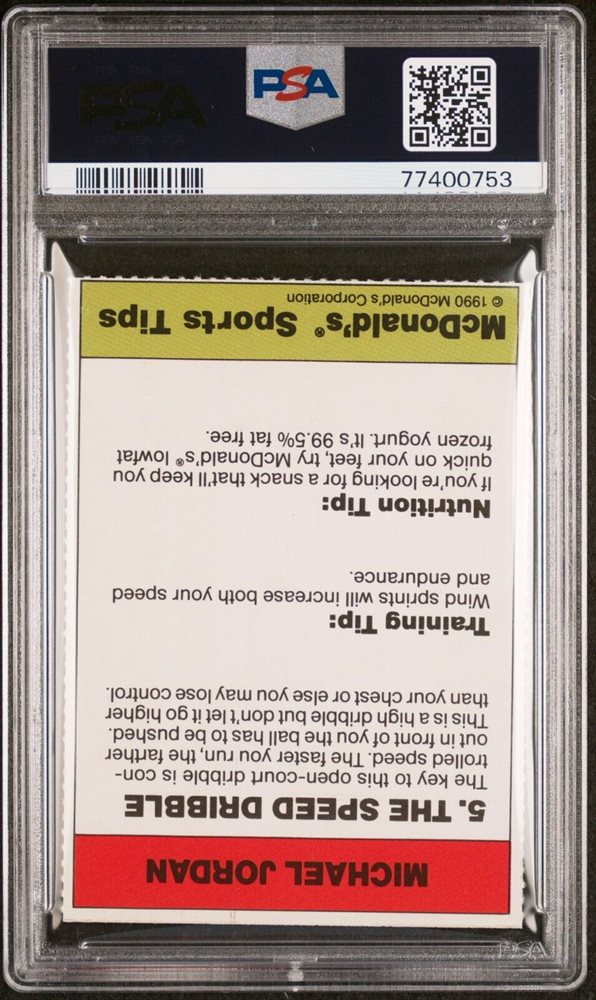 PSA
PSA
77400753
MICHAEL JORDAN
5. THE SPEED DRIBBLE
The key to this open-court dribble is con-
trolled speed. The faster you run, the farther
out in front of you the ball has to be pushed.
This is a high dribble but don't let it go higher
than your chest or else you may lose control.
Training Tip:
Wind sprints will increase both your speed
and endurance.
Nutrition Tip:
If you're looking for a snack that'll keep you
quick on your feet, try McDonald's® lowfat
frozen yogurt. It's 99.5% fat free.
McDonald's® Sports Tips
© 1990 McDonald's Corporation
PSA